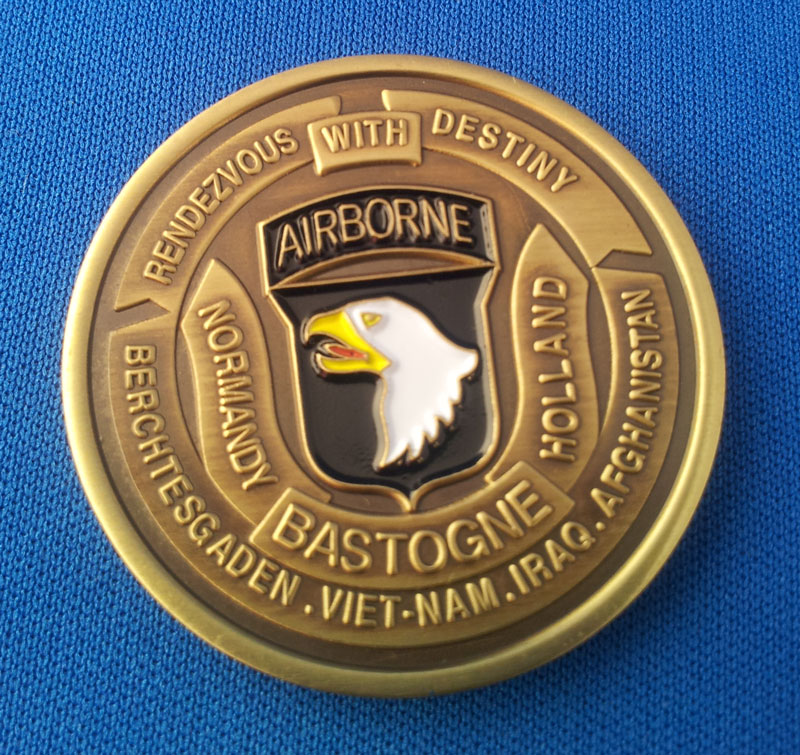 RENDEZVOUS WITH DESTINY
AIRBORNE
NORMANDY
BASTOGNE
HOLLAND
BERCHTESGADEN . VIET-NAM . IRAQ . AFGHANISTAN